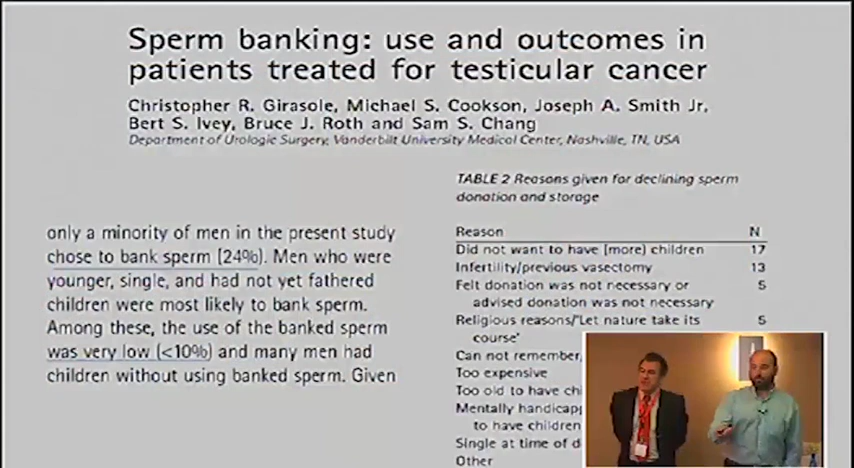 Sperm banking: use and outcomes in
patients treated for testicular cancer
Christopher R. Girasole, Michael S. Cookson, Joseph A. Smith Jr,
Bert S. Ivey, Bruce J. Roth and Sam S. Chang
Department of Urologic Surgery, Vanderbilt University Medical Center, Nashville, TN, USA
only a minority of men in the present study
chose to bank sperm (24%). Men who were
younger, single, and had not yet fathered
children were most likely to bank sperm.
Among these, the use of the banked sperm
was very low (<10%) and many men had
children without using banked sperm. Given
TABLE 2 Reasons given for declining sperm
donation and storage
Reason N
Did not want to have (more) children 17
Infertility/previous vasectomy 13
Felt donation was not necessary or 5
advised donation was not necessary
Religious reasons/'Let nature take its 5
course'
Can not remember,
Too expensive
Too old to have chi
Mentally handicap
to have children
Single at time of d
Other